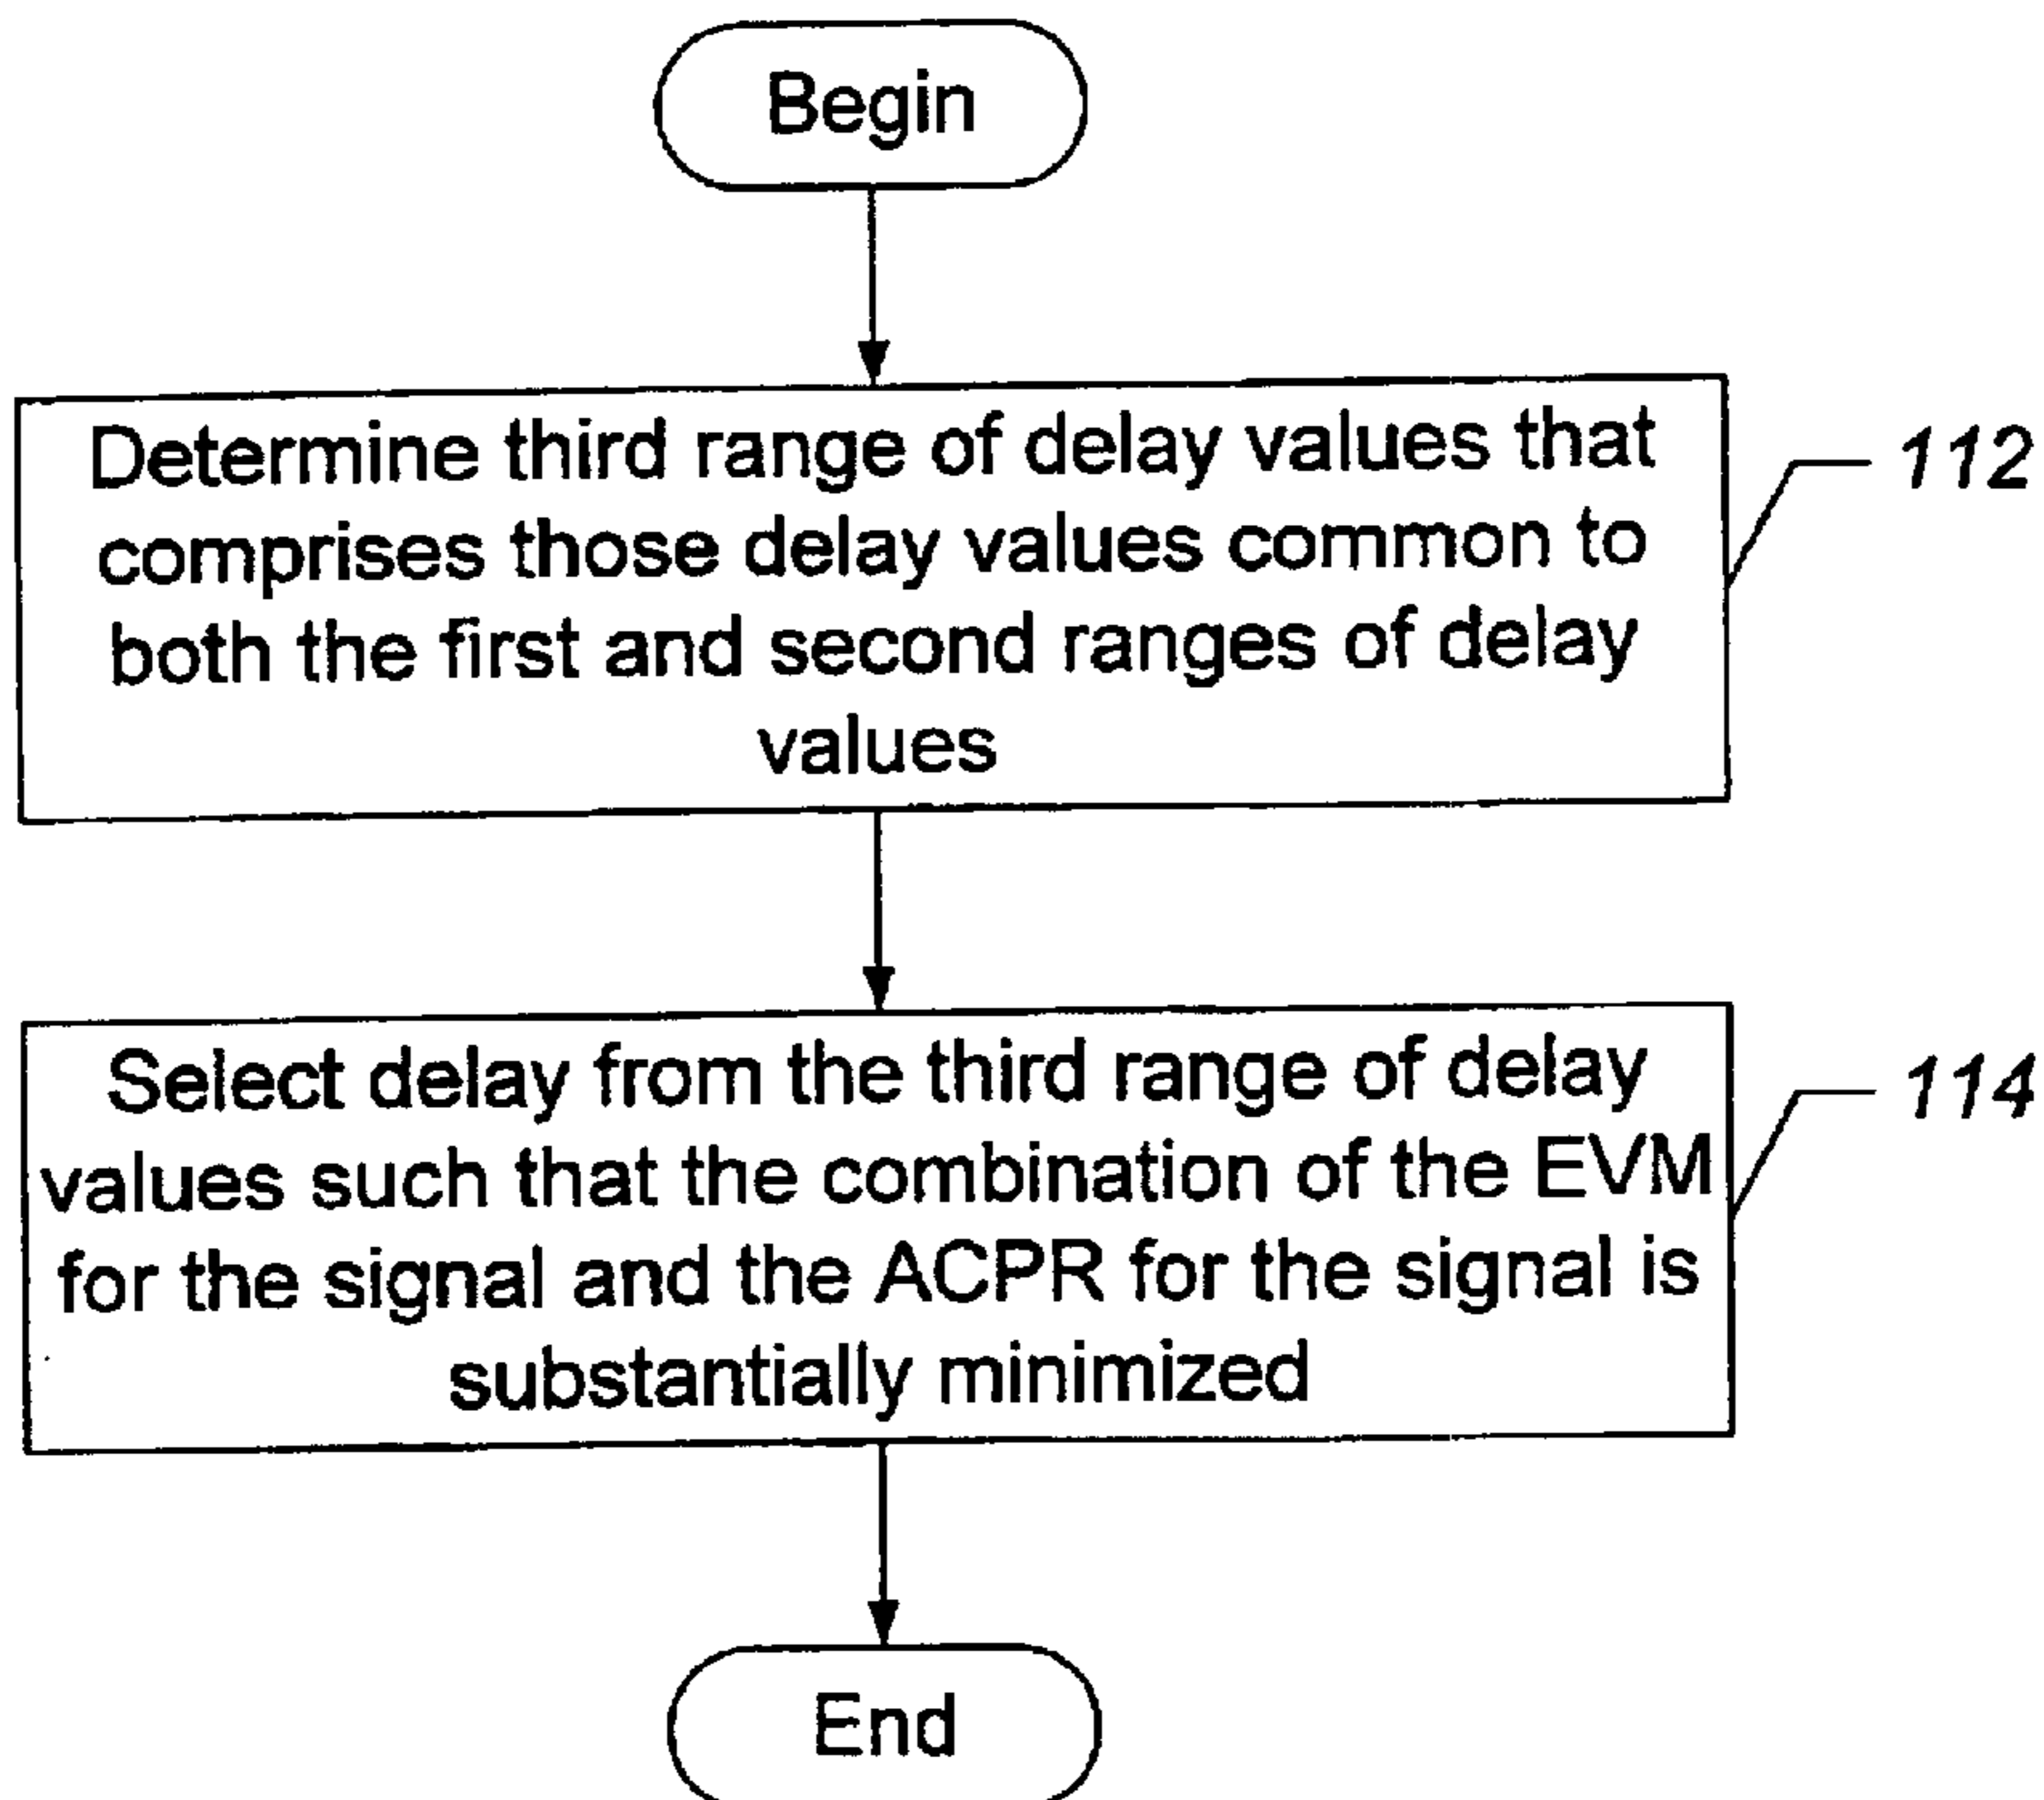 Begin
Determine third range of delay values that
comprises those delay values common to
both the first and second ranges of delay
values
112
Select delay from the third range of delay
values such that the combination of the EVM
for the signal and the ACPR for the signal is
substantially minimized
114
End